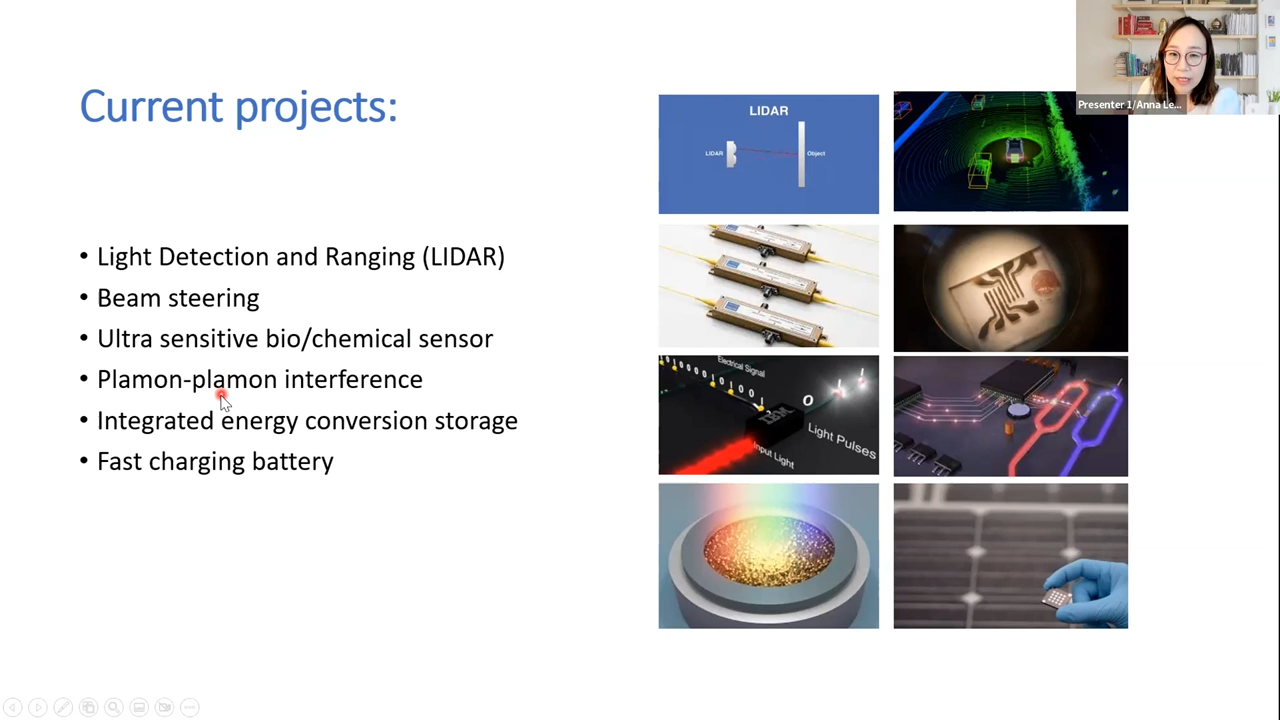 Current projects:
• Light Detection and Ranging (LIDAR)
• Beam steering
• Ultra sensitive bio/chemical sensor
• Plamon-plamon interference
• Integrated energy conversion storage
• Fast charging battery
LIDAR
LIDAR
Object
Electrical Signal
IBM
Input Light
Light Pulses
Presenter 1/Anna Le...